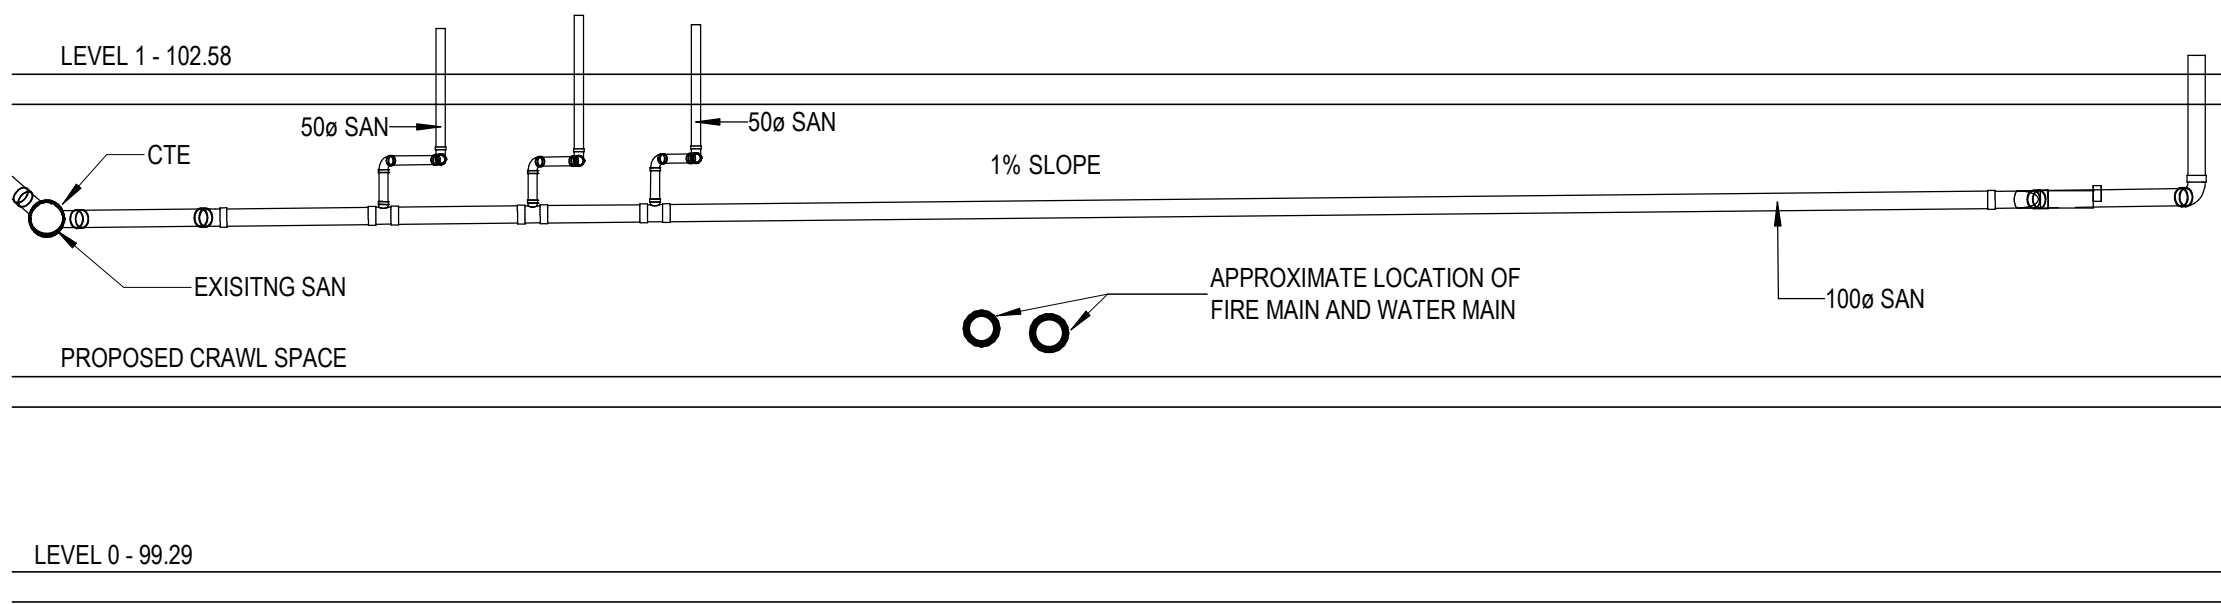 LEVEL 1 - 102.58
50ø SAN
50ø SAN
CTE
1% SLOPE
EXISITNG SAN
APPROXIMATE LOCATION OF
FIRE MAIN AND WATER MAIN
100ø SAN
PROPOSED CRAWL SPACE
LEVEL 0 - 99.29